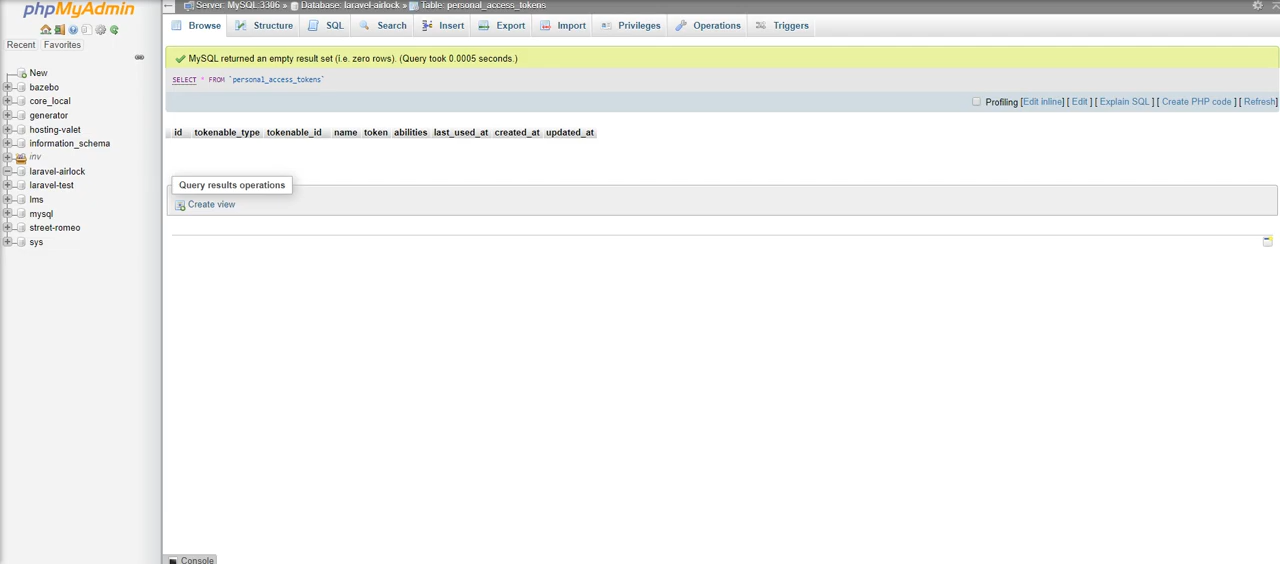 phpMyAdmin
Recent Favorites
New
bazebo
core_local
generator
hosting-valet
information_schema
inv
laravel-airlock
laravel-test
lms
mysql
street-romeo
sys
Server: MySQL:3306 » Database: laravel-airlock » Table: personal_access_tokens
Browse Structure SQL Search Insert Export Import Privileges Operations Triggers
MySQL returned an empty result set (i.e. zero rows). (Query took 0.0005 seconds.)
SELECT * FROM `personal_access_tokens`
Profiling [Edit inline] [ Edit ] [ Explain SQL ] [ Create PHP code ] [ Refresh]
id tokenable_type tokenable_id name token abilities last_used_at created_at updated_at
Query results operations
Create view
Console